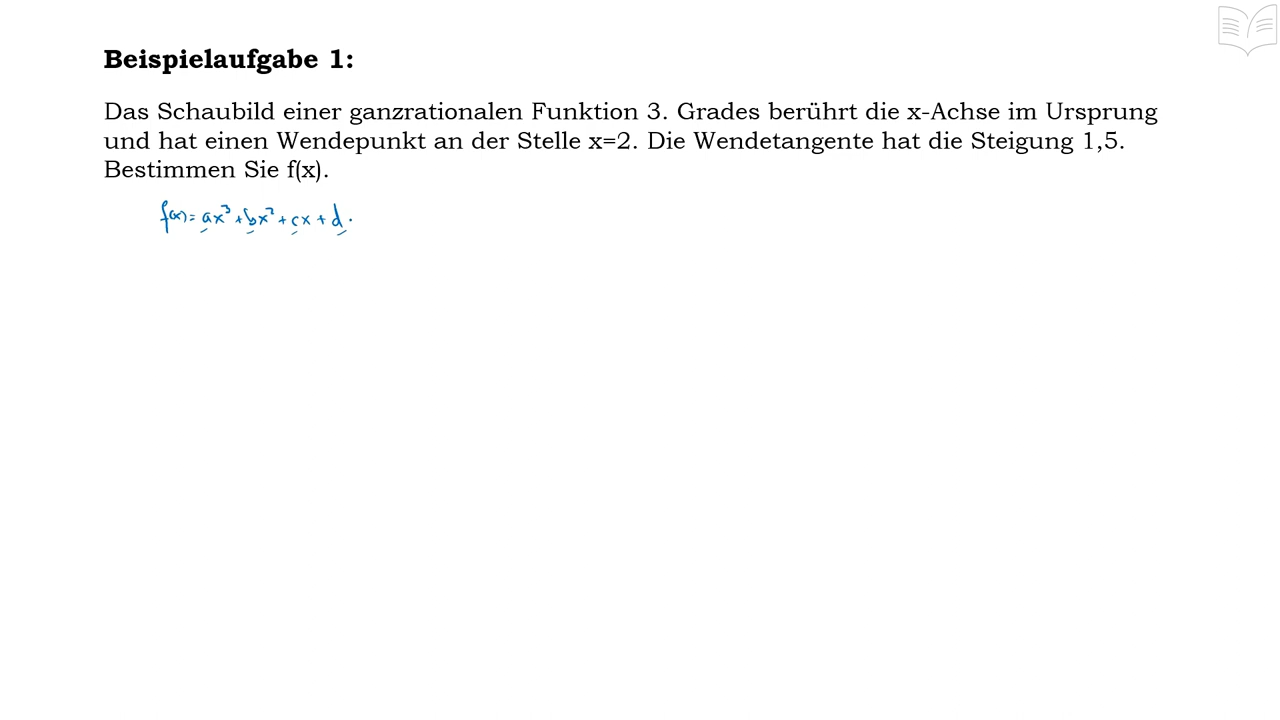 Beispielaufgabe 1:
Das Schaubild einer ganzrationalen Funktion 3. Grades berührt die x-Achse im Ursprung
und hat einen Wendepunkt an der Stelle x=2. Die Wendetangente hat die Steigung 1,5.
Bestimmen Sie f(x).
f(x)= ax³+bx²+cx+d.